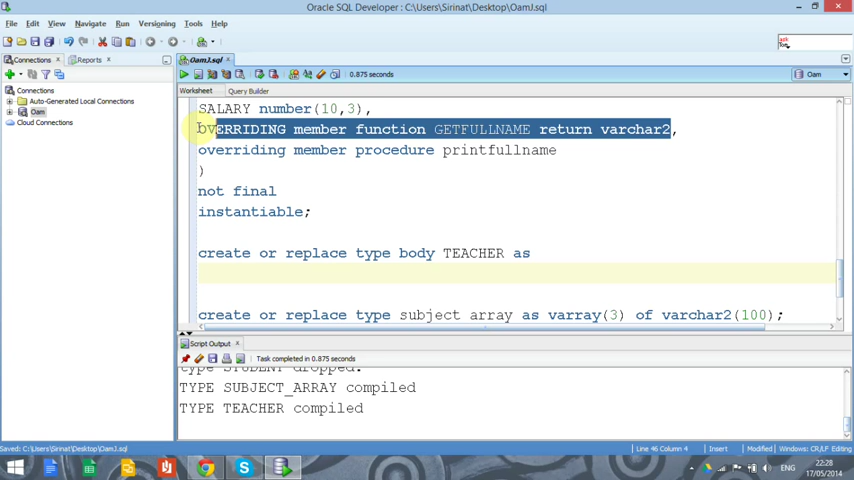 Oracle SQL Developer : C:\Users\Sirinat\Desktop\OamJ.sql
File Edit View Navigate Run Versioning Tools Help
Connections Reports OamJ.sql
0.875 seconds Oam
Worksheet Query Builder
Connections
Auto-Generated Local Connections
Oam
Cloud Connections
SALARY number(10,3),
OVERRIDING member function GETFULLNAME return varchar2,
overriding member procedure printfullname
)
not final
instantiable;
create or replace type body TEACHER as
create or replace type subject_array as varray(3) of varchar2(100);
Script Output
Task completed in 0.875 seconds
type STUDENT dropped.
TYPE SUBJECT_ARRAY compiled
TYPE TEACHER compiled
Saved: C:\Users\Sirinat\Desktop\OamJ.sql Line 46 Column 4 Insert Modified Windows: CR/LF Editing
ENG
22:28
17/05/2014